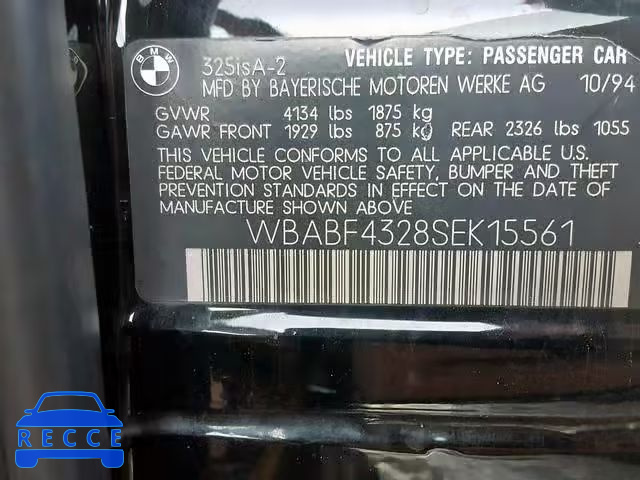 BMW
325isA-2 VEHICLE TYPE: PASSENGER CAR
MFD BY BAYERISCHE MOTOREN WERKE AG 10/94
GVWR 4134 lbs 1875 kg
GAWR FRONT 1929 lbs 875 kg REAR 2326 lbs 1055
THIS VEHICLE CONFORMS TO ALL APPLICABLE U.S.
FEDERAL MOTOR VEHICLE SAFETY, BUMPER AND THEFT
PREVENTION STANDARDS IN EFFECT ON THE DATE OF
MANUFACTURE SHOWN ABOVE
WBABF4328SEK15561
RECCE